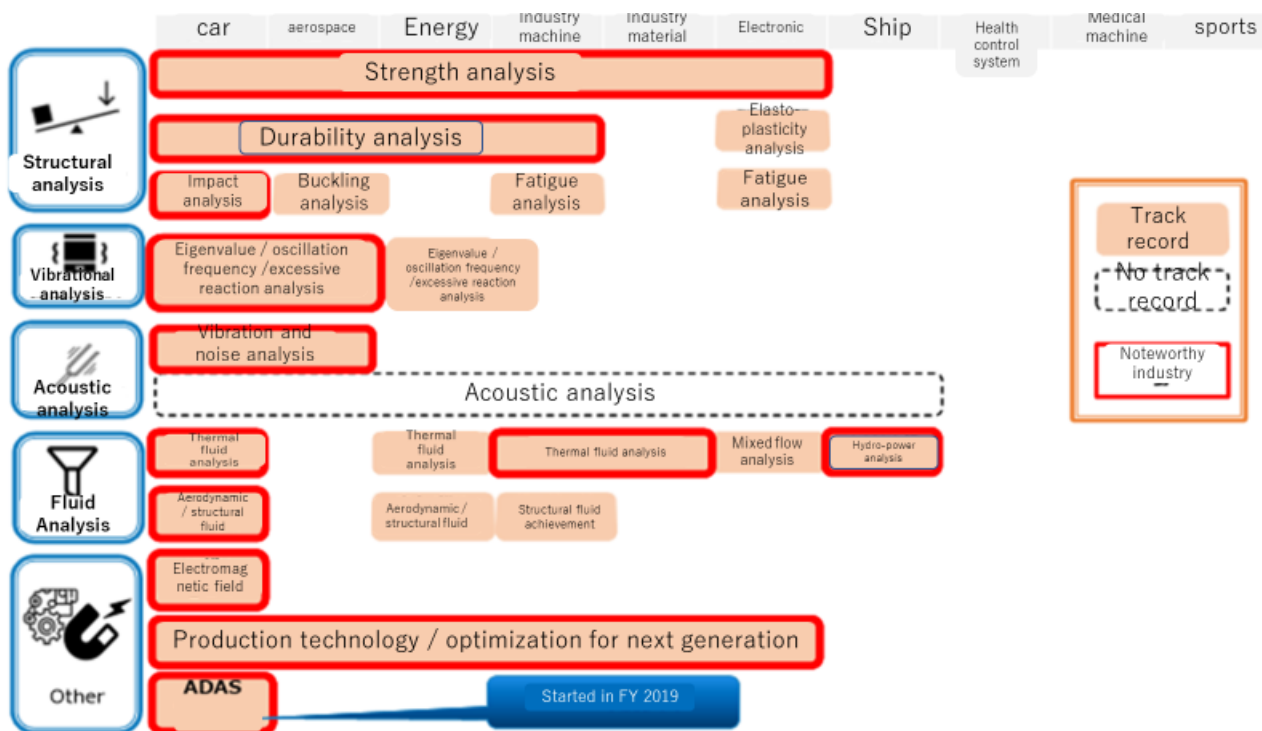 car
aerospace
Energy
Industry
machine
Industry
material
Electronic
Ship
Health
control
system
Medical
machine
sports
Structural
analysis
Strength analysis
Durability analysis
Elasto-
plasticity
analysis
Impact
analysis
Buckling
analysis
Fatigue
analysis
Fatigue
analysis
Vibrational
analysis
Eigenvalue / oscillation
frequency /excessive
reaction analysis
Eigenvalue /
oscillation frequency
/excessive reaction
analysis
Acoustic
analysis
Vibration and
noise analysis
Acoustic analysis
Fluid
Analysis
Thermal
fluid
analysis
Thermal
fluid
analysis
Thermal fluid analysis
Mixed flow
analysis
Hydro-power
analysis
Aerodynamic
/ structural
fluid
Aerodynamic /
structural fluid
Structural fluid
achievement
Other
Electromag
netic field
Production technology / optimization for next generation
ADAS
Started in FY 2019
Track
record
No track
record
Noteworthy
industry